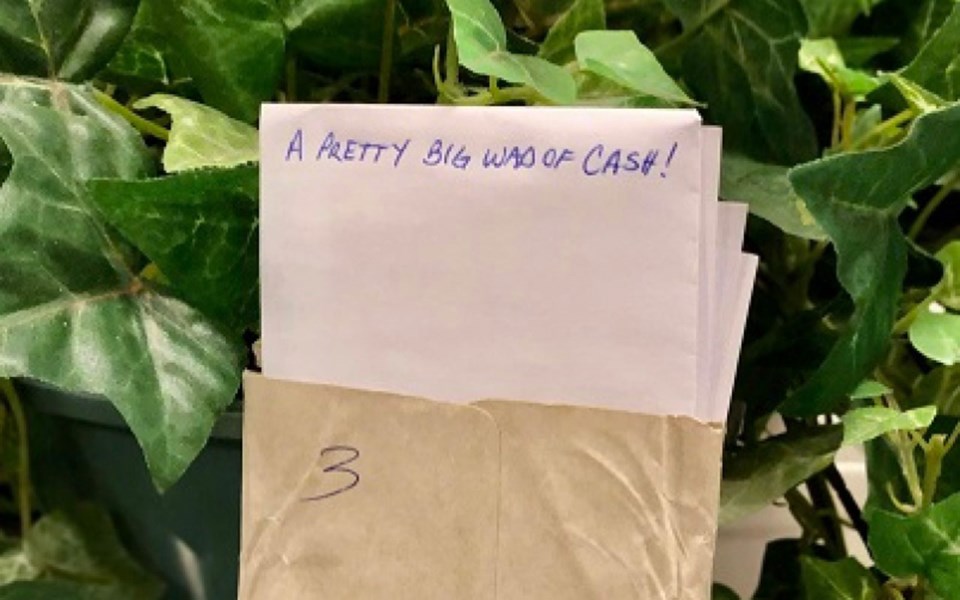 A PRETTY BIG WAD OF CASH!
3